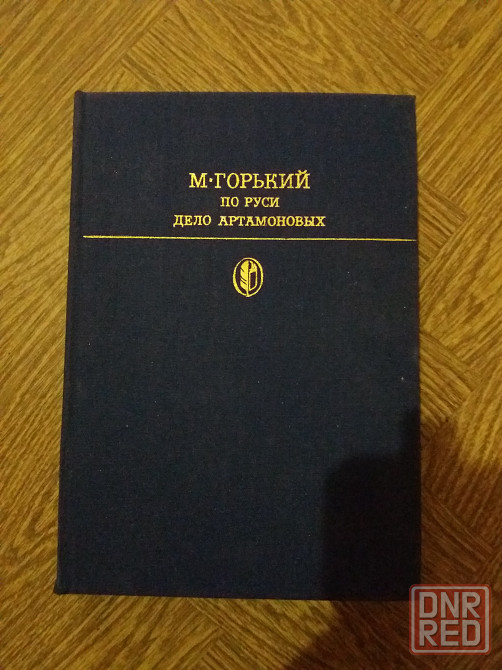 М·ГОРЬКИЙ
ПО РУСИ
ДЕЛО АРТАМОНОВЫХ
DNR
RED